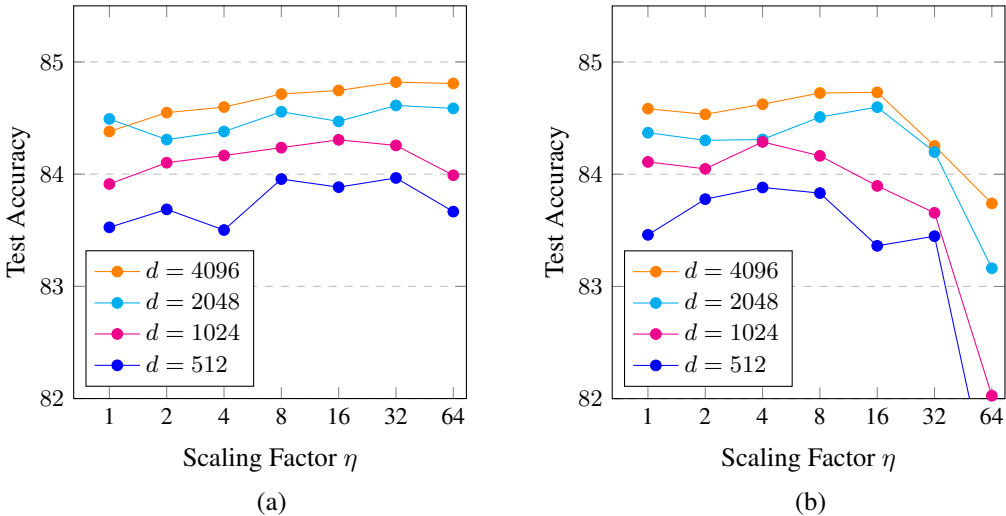 85
84
83
82
Test Accuracy
d = 4096
d = 2048
d = 1024
d = 512
1 2 4 8 16 32 64
Scaling Factor η
(a)
85
84
83
82
Test Accuracy
d = 4096
d = 2048
d = 1024
d = 512
1 2 4 8 16 32 64
Scaling Factor η
(b)